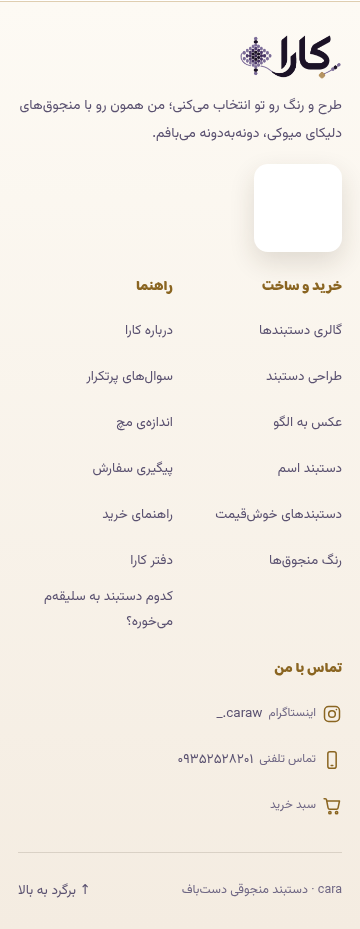 کارا
طرح و رنگ رو تو انتخاب می‌کنی؛ من همون رو با منجوق‌های
دلیکای میوکی، دونه‌به‌دونه می‌بافم.
خرید و ساخت
گالری دستبندها
طراحی دستبند
عکس به الگو
دستبند اسم
دستبندهای خوش‌قیمت
رنگ منجوق‌ها
راهنما
درباره کارا
سوال‌های پرتکرار
اندازه‌ی مچ
پیگیری سفارش
راهنمای خرید
دفتر کارا
کدوم دستبند به سلیقه‌م
می‌خوره؟
تماس با من
اینستاگرام caraw._
تماس تلفنی ۰۹۳۵۲۵۲۸۲۰۱
سبد خرید
cara · دستبند منجوقی دست‌باف
↑ برگرد به بالا